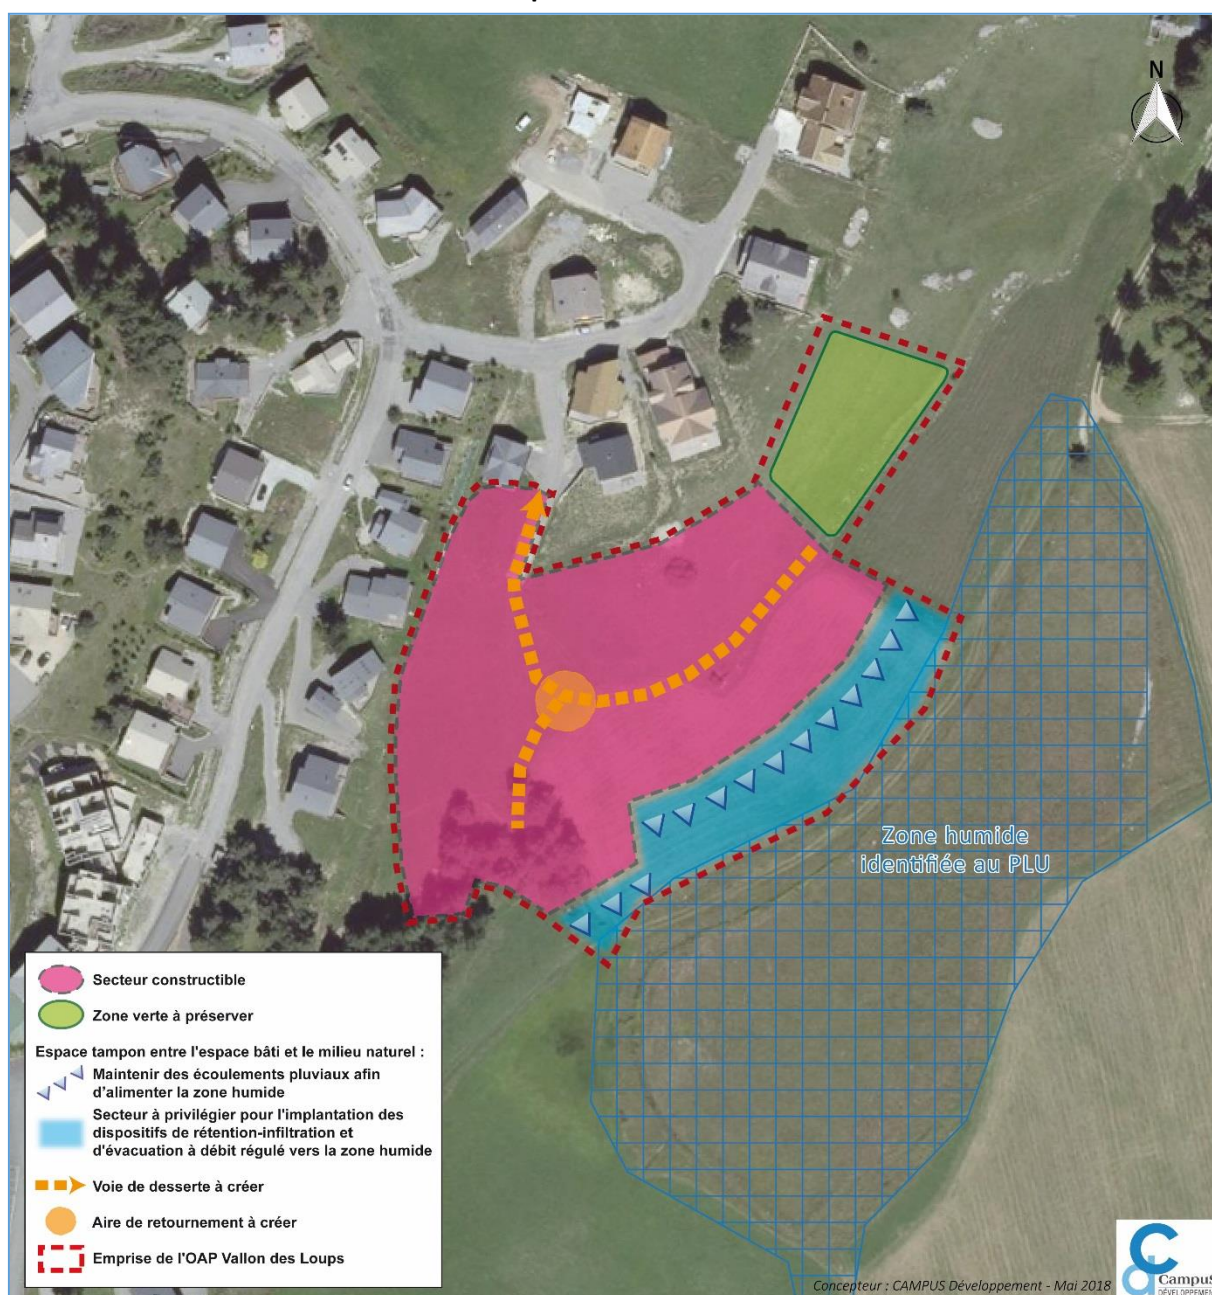 N
Zone humide
identifiée au PLU
Secteur constructible
Zone verte à préserver
Espace tampon entre l'espace bâti et le milieu naturel :
Maintenir des écoulements pluviaux afin
d'alimenter la zone humide
Secteur à privilégier pour l'implantation des
dispositifs de rétention-infiltration et
d'évacuation à débit régulé vers la zone humide
Voie de desserte à créer
Aire de retournement à créer
Emprise de l'OAP Vallon des Loups
Concepteur : CAMPUS Développement - Mai 2018
Campus
DÉVELOPPEMENT